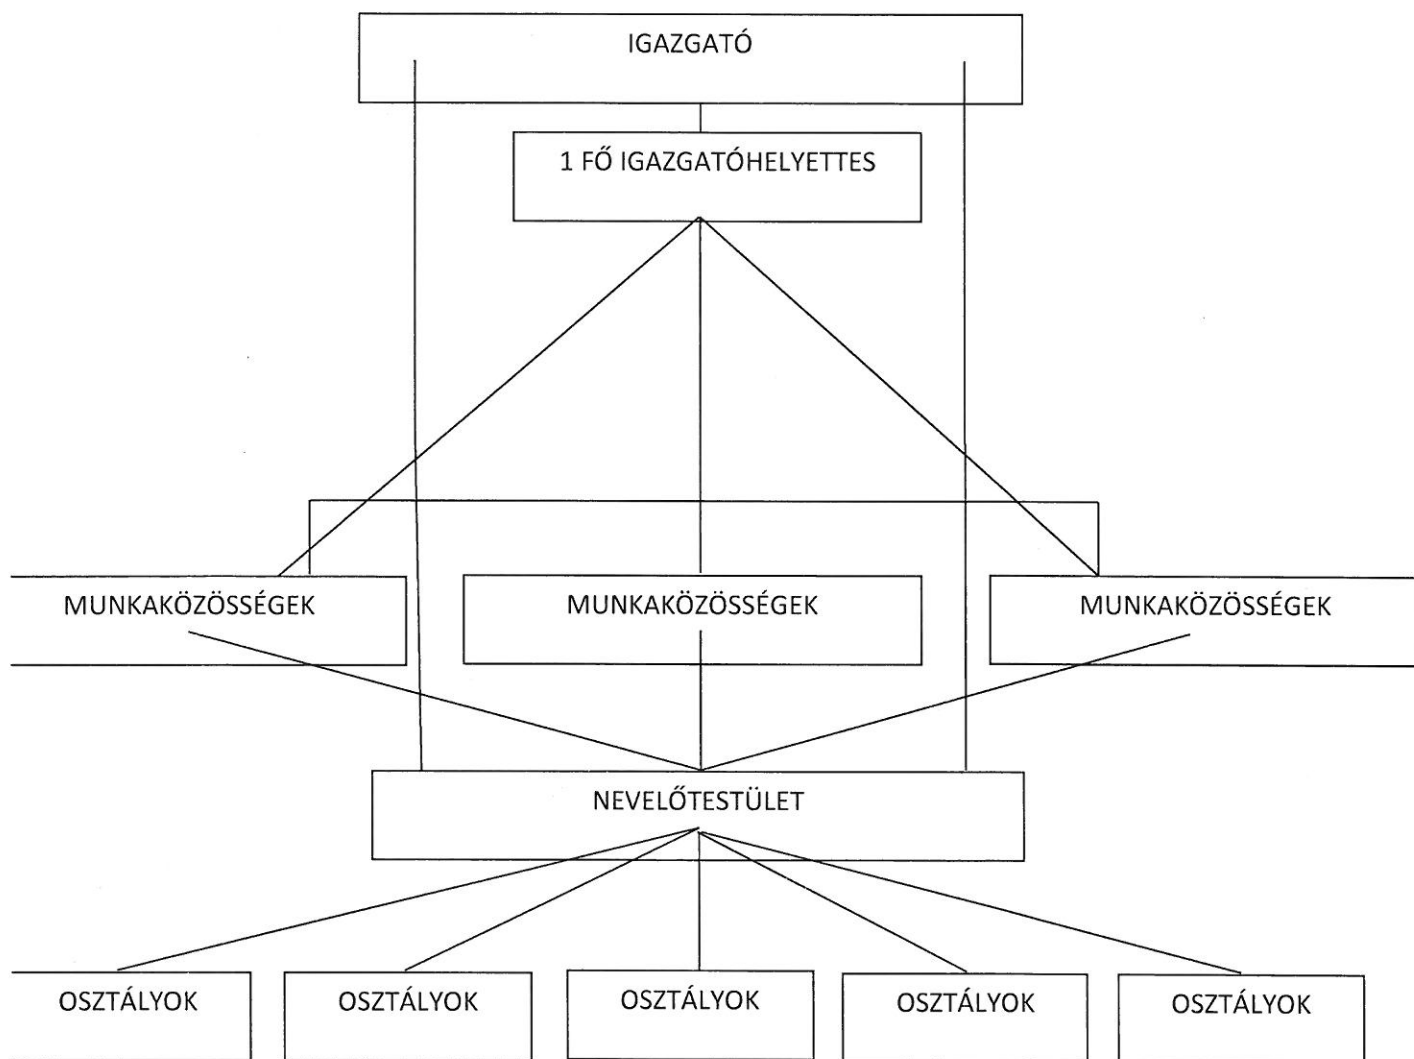 IGAZGATÓ
1 FŐ IGAZGATÓHELYETTES
MUNKAKÖZÖSSÉGEK
MUNKAKÖZÖSSÉGEK
MUNKAKÖZÖSSÉGEK
NEVELŐTESTÜLET
OSZTÁLYOK
OSZTÁLYOK
OSZTÁLYOK
OSZTÁLYOK
OSZTÁLYOK